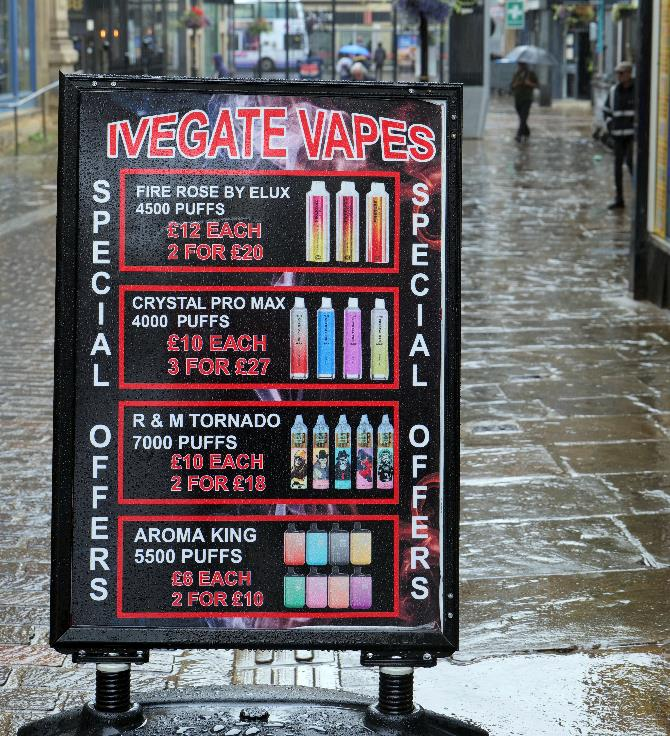 IVEGATE VAPES
SPECIAL OFFERS
FIRE ROSE BY ELUX
4500 PUFFS
£12 EACH
2 FOR £20
CRYSTAL PRO MAX
4000 PUFFS
£10 EACH
3 FOR £27
R & M TORNADO
7000 PUFFS
£10 EACH
2 FOR £18
AROMA KING
5500 PUFFS
£6 EACH
2 FOR £10
SPECIAL OFFERS